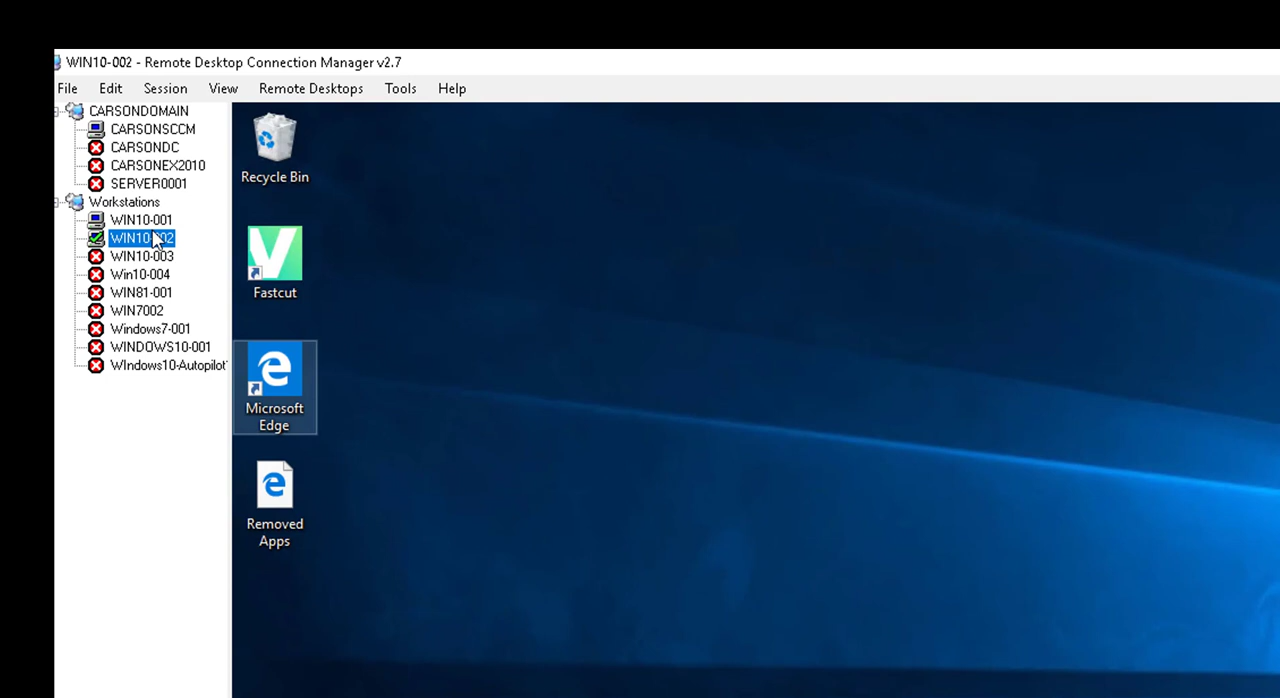 WIN10-002 - Remote Desktop Connection Manager v2.7
File Edit Session View Remote Desktops Tools Help
CARSONDOMAIN
CARSONSCCM
CARSONDC
CARSONEX2010
SERVER0001
Workstations
WIN10-001
WIN10-002
WIN10-003
Win10-004
WIN81-001
WIN7002
Windows7-001
WINDOWS10-001
WIndows10-Autopilot
Recycle Bin
Fastcut
Microsoft
Edge
Removed
Apps